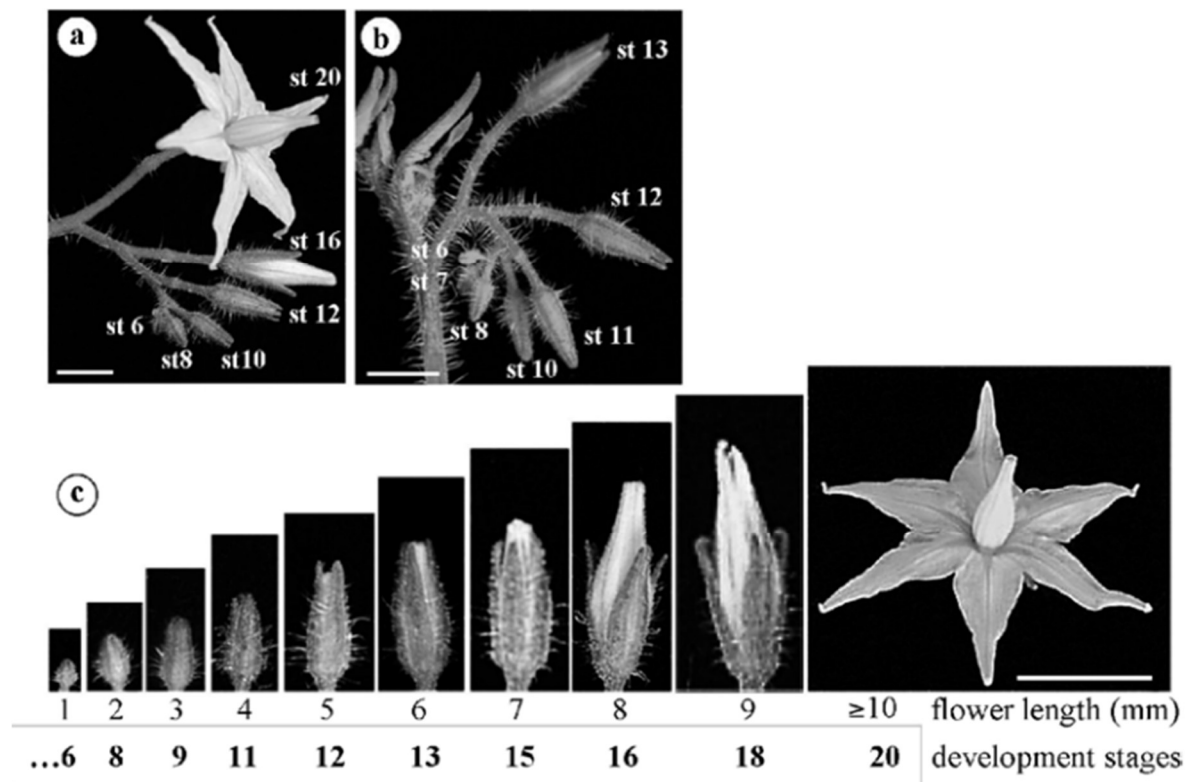 a
st 20
st 16
st 12
st 6
st8
st10
b
st 13
st 12
st 6
st 7
st 8
st 11
st 10
c
1 2 3 4 5 6 7 8 9 ≥10 flower length (mm)
...6 8 9 11 12 13 15 16 18 20 development stages